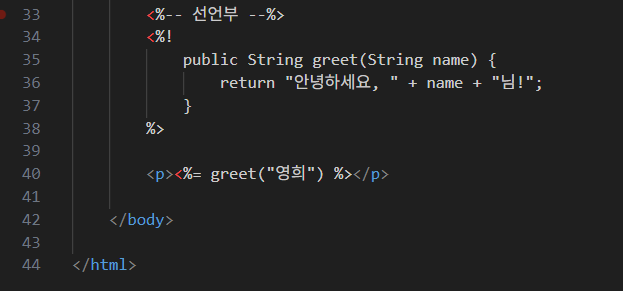 33 <%-- 선언부 --%>
34 <%!
35 public String greet(String name) {
36 return "안녕하세요, " + name + "님!";
37 }
38 %>
39
40 <p><%= greet("영희") %></p>
41
42 </body>
43
44 </html>